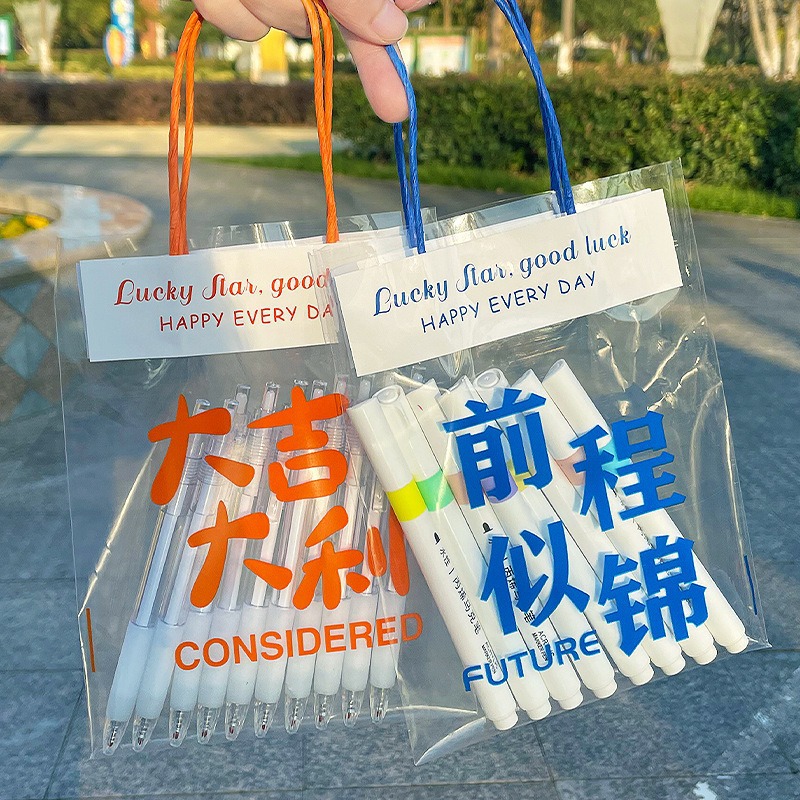 Lucky Star, good
HAPPY EVERY DA
大吉
大利
CONSIDERED
Lucky Star, good luck
HAPPY EVERY DAY
前程
似锦
FUTURE